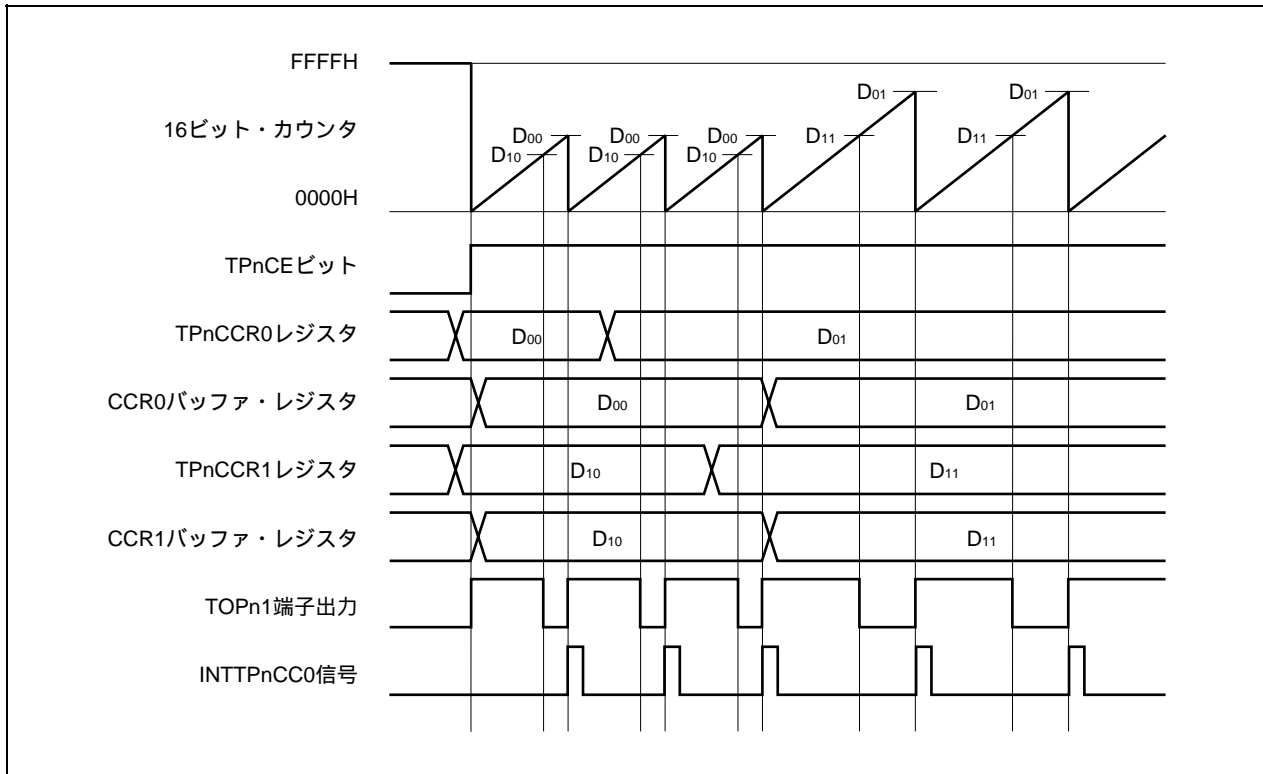 FFFFH
D01 D01
16ビット・カウンタ D00 D00 D00 D11 D11
D10 D10 D10
0000H
TPnCEビット
TPnCCR0レジスタ D00 D01
CCR0バッファ・レジスタ D00 D01
TPnCCR1レジスタ D10 D11
CCR1バッファ・レジスタ D10 D11
TOPn1端子出力
INTTPnCC0信号